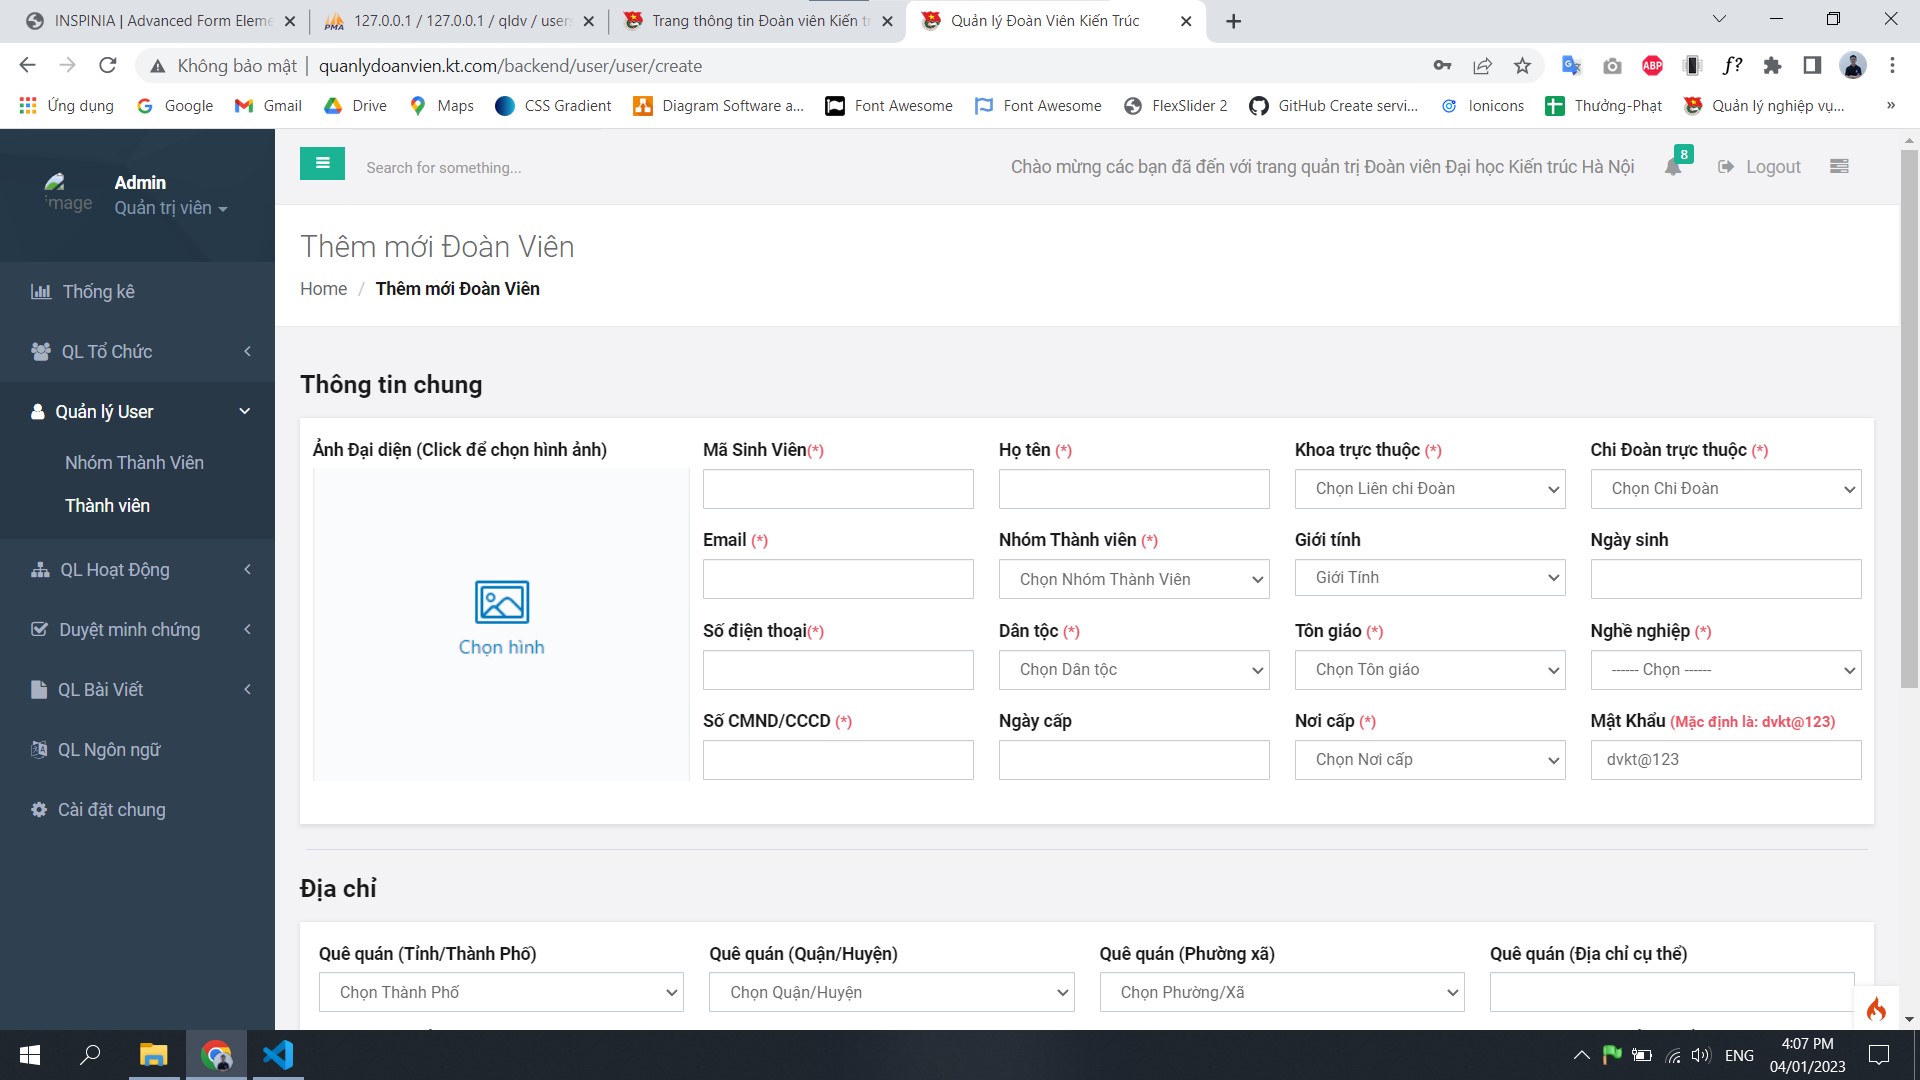 INSPINIA | Advanced Form Eleme
127.0.0.1 / 127.0.0.1 / qldv / users
Trang thông tin Đoàn viên Kiến tr
Quản lý Đoàn Viên Kiến Trúc
Không bảo mật | quanlydoanvien.kt.com/backend/user/user/create
ABP
f?
Ứng dụng
Google
Gmail
Drive
Maps
CSS Gradient
Diagram Software a...
Font Awesome
Font Awesome
FlexSlider 2
GitHub Create servi...
Ionicons
Thưởng-Phạt
Quản lý nghiệp vụ...
»
image
Admin
Quản trị viên
Search for something...
Chào mừng các bạn đã đến với trang quản trị Đoàn viên Đại học Kiến trúc Hà Nội
8
Logout
Thống kê
QL Tổ Chức
Quản lý User
Nhóm Thành Viên
Thành viên
QL Hoạt Động
Duyệt minh chứng
QL Bài Viết
QL Ngôn ngữ
Cài đặt chung
Thêm mới Đoàn Viên
Home / Thêm mới Đoàn Viên
Thông tin chung
Ảnh Đại diện (Click để chọn hình ảnh)
Chọn hình
Mã Sinh Viên(*)
Họ tên (*)
Khoa trực thuộc (*)
Chọn Liên chi Đoàn
Chi Đoàn trực thuộc (*)
Chọn Chi Đoàn
Email (*)
Nhóm Thành viên (*)
Chọn Nhóm Thành Viên
Giới tính
Giới Tính
Ngày sinh
Số điện thoại(*)
Dân tộc (*)
Chọn Dân tộc
Tôn giáo (*)
Chọn Tôn giáo
Nghề nghiệp (*)
------ Chọn ------
Số CMND/CCCD (*)
Ngày cấp
Nơi cấp (*)
Chọn Nơi cấp
Mật Khẩu (Mặc định là: dvkt@123)
dvkt@123
Địa chỉ
Quê quán (Tỉnh/Thành Phố)
Chọn Thành Phố
Quê quán (Quận/Huyện)
Chọn Quận/Huyện
Quê quán (Phường xã)
Chọn Phường/Xã
Quê quán (Địa chỉ cụ thể)
ENG
4:07 PM
04/01/2023